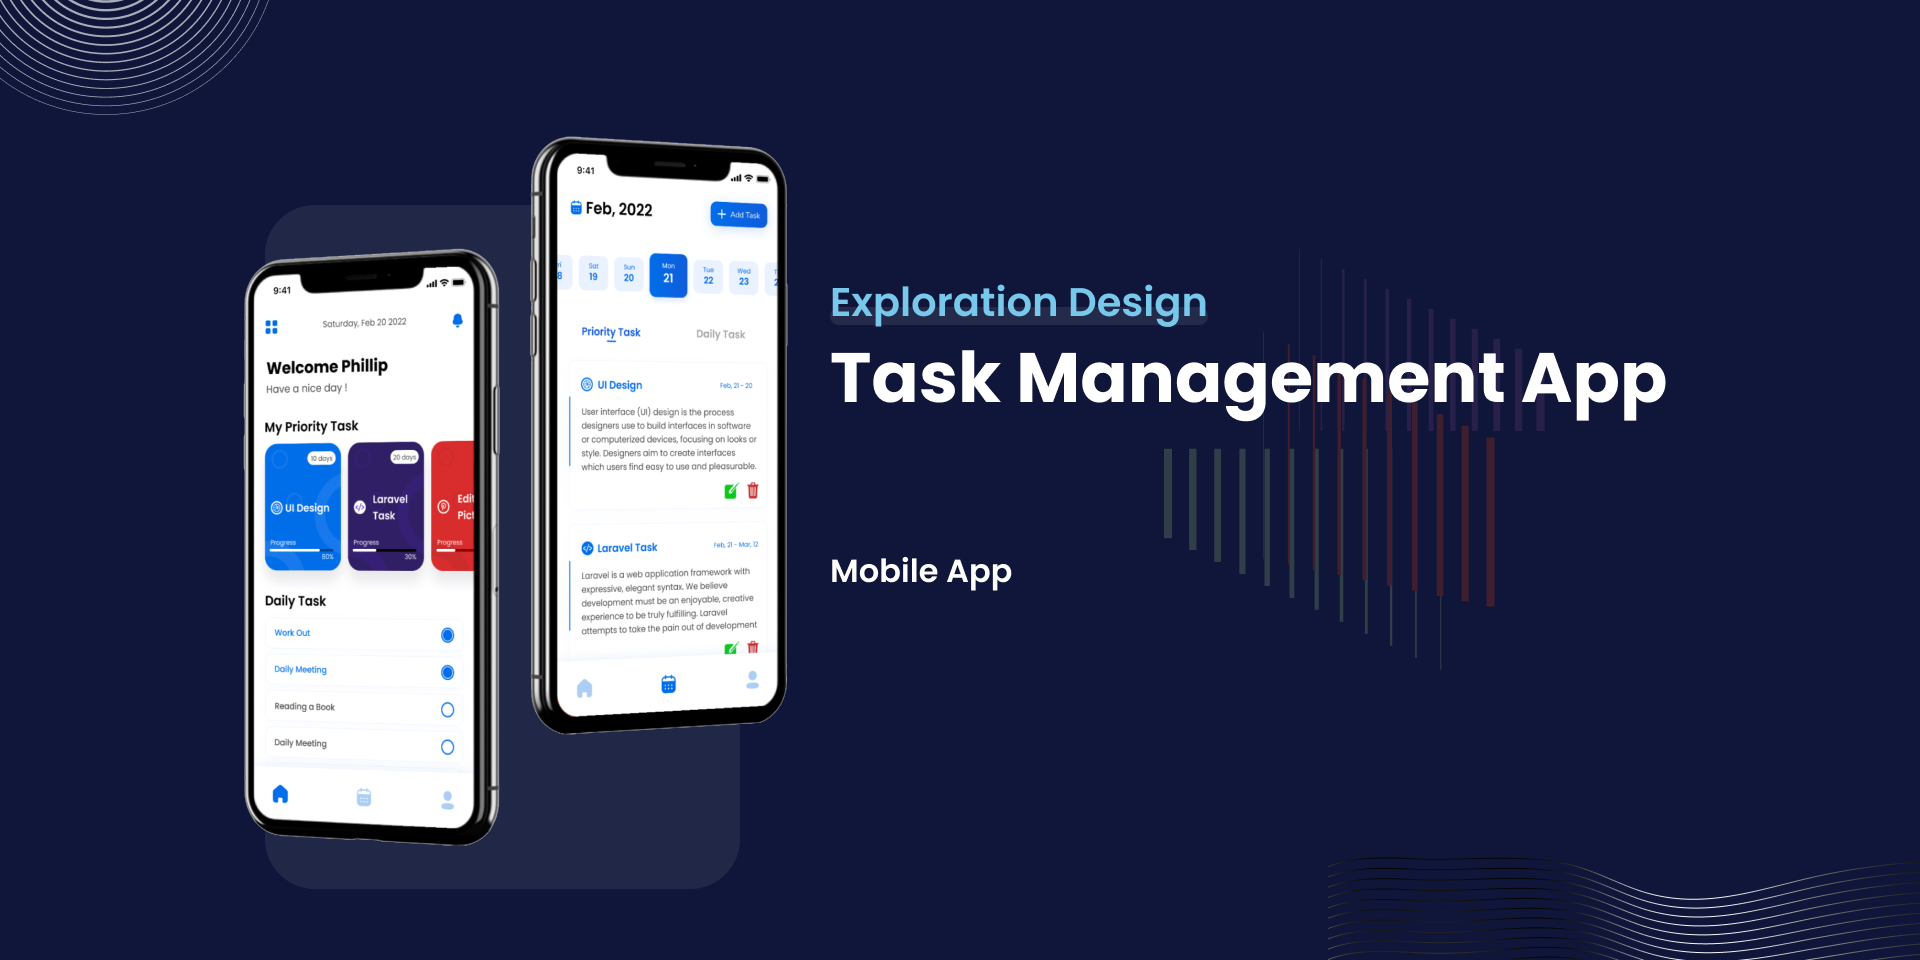 9:41
Saturday, Feb 20 2022
Welcome Phillip
Have a nice day !
My Priority Task
10 days
UI Design
Progress
80%
20 days
Laravel
Task
Progress
30%
Progress
Daily Task
Work Out
Daily Meeting
Reading a Book
Daily Meeting
9:41
Feb, 2022
+ Add Task
Sat
19
Sun
20
Mon
21
Tue
22
Wed
23
Priority Task
Daily Task
UI Design
Feb, 21 - 20
User interface (UI) design is the process
designers use to build interfaces in software
or computerized devices, focusing on looks or
style. Designers aim to create interfaces
which users find easy to use and pleasurable.
Laravel Task
Feb, 21 - Mar, 12
Laravel is a web application framework with
expressive, elegant syntax. We believe
development must be an enjoyable, creative
experience to be truly fulfilling. Laravel
attempts to take the pain out of development
Exploration Design
Task Management App
Mobile App